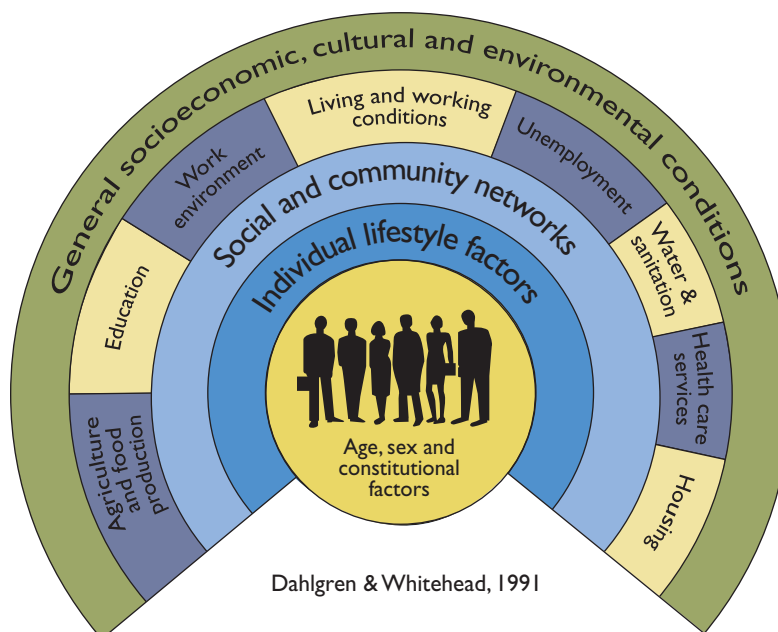 General socioeconomic, cultural and environmental conditions
Agriculture
and food
production
Education
Work
environment
Living and working
conditions
Unemployment
Water &
sanitation
Health care
services
Housing
Social and community networks
Individual lifestyle factors
Age, sex and
constitutional
factors
Dahlgren & Whitehead, 1991